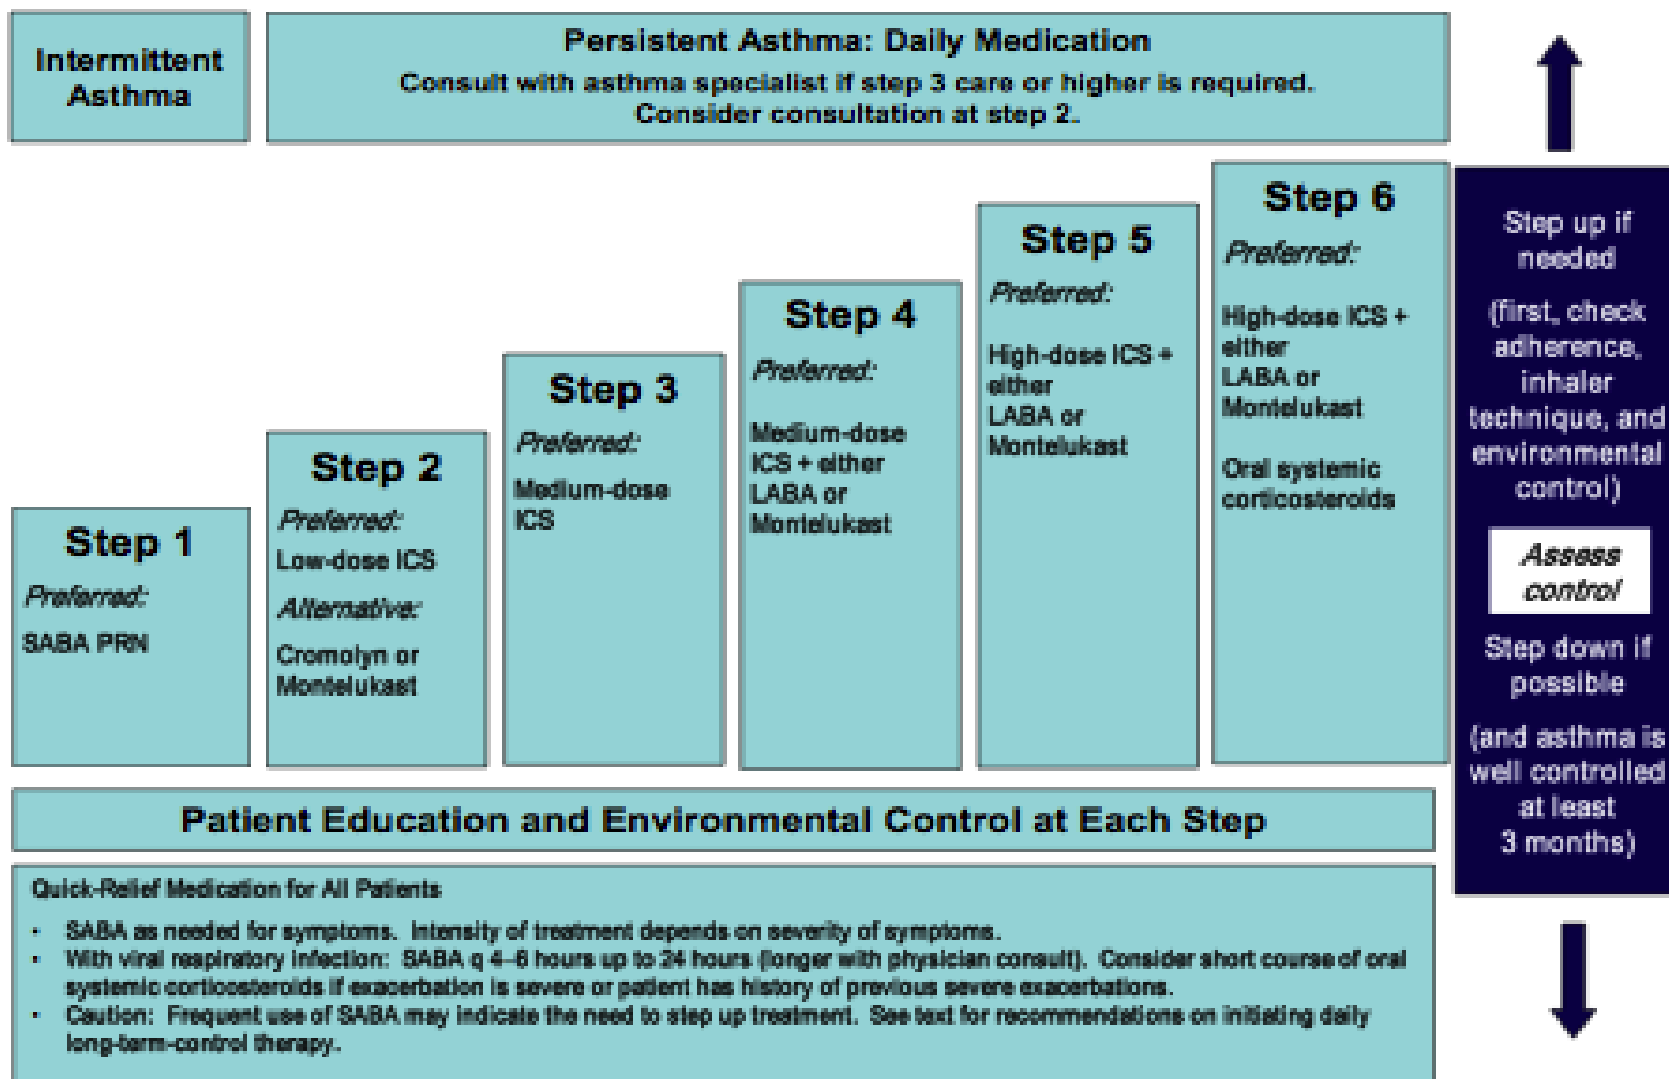 Intermittent
Asthma
Persistent Asthma: Daily Medication
Consult with asthma specialist if step 3 care or higher is required.
Consider consultation at step 2.
Step 1
Preferred:
SABA PRN
Step 2
Preferred:
Low-dose ICS
Alternative:
Cromolyn or
Montelukast
Step 3
Preferred:
Medium-dose
ICS
Step 4
Preferred:
Medium-dose
ICS + either
LABA or
Montelukast
Step 5
Preferred:
High-dose ICS +
either
LABA or
Montelukast
Step 6
Preferred:
High-dose ICS +
either
LABA or
Montelukast
Oral systemic
corticosteroids
Step up if
needed
(first, check
adherence,
inhaler
technique, and
environmental
control)
Assess
control
Step down if
possible
(and asthma is
well controlled
at least
3 months)
Patient Education and Environmental Control at Each Step
Quick-Relief Medication for All Patients
• SABA as needed for symptoms. Intensity of treatment depends on severity of symptoms.
• With viral respiratory infection: SABA q 4–6 hours up to 24 hours (longer with physician consult). Consider short course of oral
systemic corticosteroids if exacerbation is severe or patient has history of previous severe exacerbations.
• Caution: Frequent use of SABA may indicate the need to step up treatment. See text for recommendations on initiating daily
long-term-control therapy.